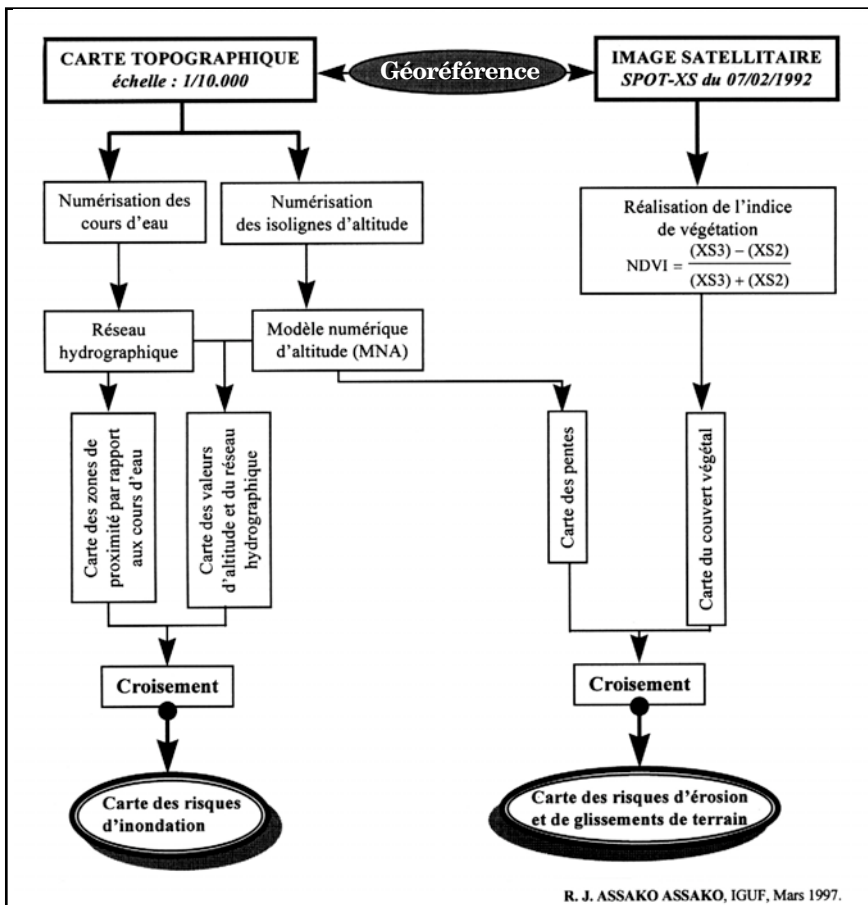 CARTE TOPOGRAPHIQUE
échelle : 1/10.000
Géoréférence
IMAGE SATELLITAIRE
SPOT-XS du 07/02/1992
Numérisation des
cours d'eau
Numérisation
des isolignes d'altitude
Réalisation de l'indice
de végétation
NDVI = (XS3) – (XS2)
(XS3) + (XS2)
Réseau
hydrographique
Modèle numérique
d'altitude (MNA)
Carte des zones de
proximité par rapport
aux cours d'eau
Carte des valeurs
d'altitude et du réseau
hydrographique
Carte des pentes
Carte du couvert végétal
Croisement
Croisement
Carte des risques
d'inondation
Carte des risques d'érosion
et de glissements de terrain
R. J. ASSAKO ASSAKO, IGUF, Mars 1997.